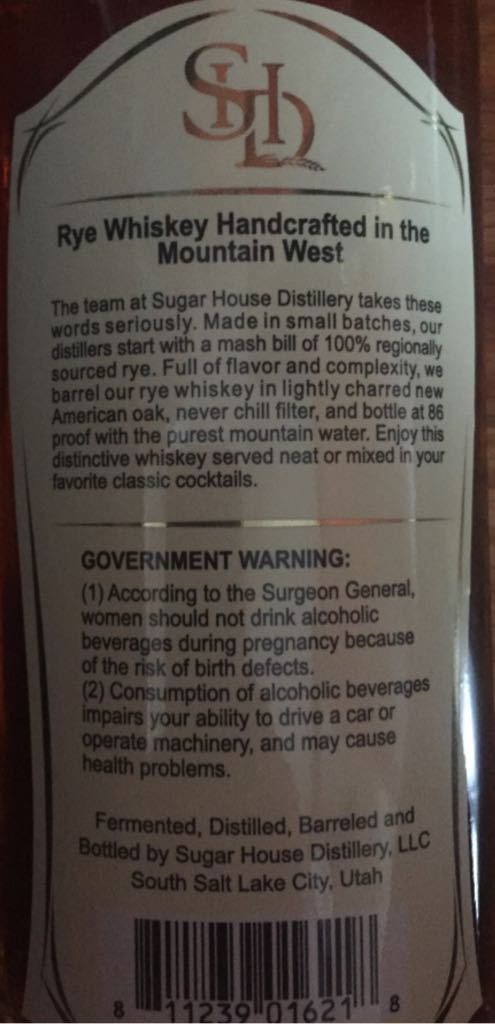 SHD
Rye Whiskey Handcrafted in the
Mountain West
The team at Sugar House Distillery takes these
words seriously. Made in small batches, our
distillers start with a mash bill of 100% regionally
sourced rye. Full of flavor and complexity, we
barrel our rye whiskey in lightly charred new
American oak, never chill filter, and bottle at 86
proof with the purest mountain water. Enjoy this
distinctive whiskey served neat or mixed in your
favorite classic cocktails.
GOVERNMENT WARNING:
(1) According to the Surgeon General,
women should not drink alcoholic
beverages during pregnancy because
of the risk of birth defects.
(2) Consumption of alcoholic beverages
impairs your ability to drive a car or
operate machinery, and may cause
health problems.
Fermented, Distilled, Barreled and
Bottled by Sugar House Distillery, LLC
South Salt Lake City, Utah
8 11239 01621 8